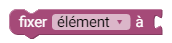 fixer élément à